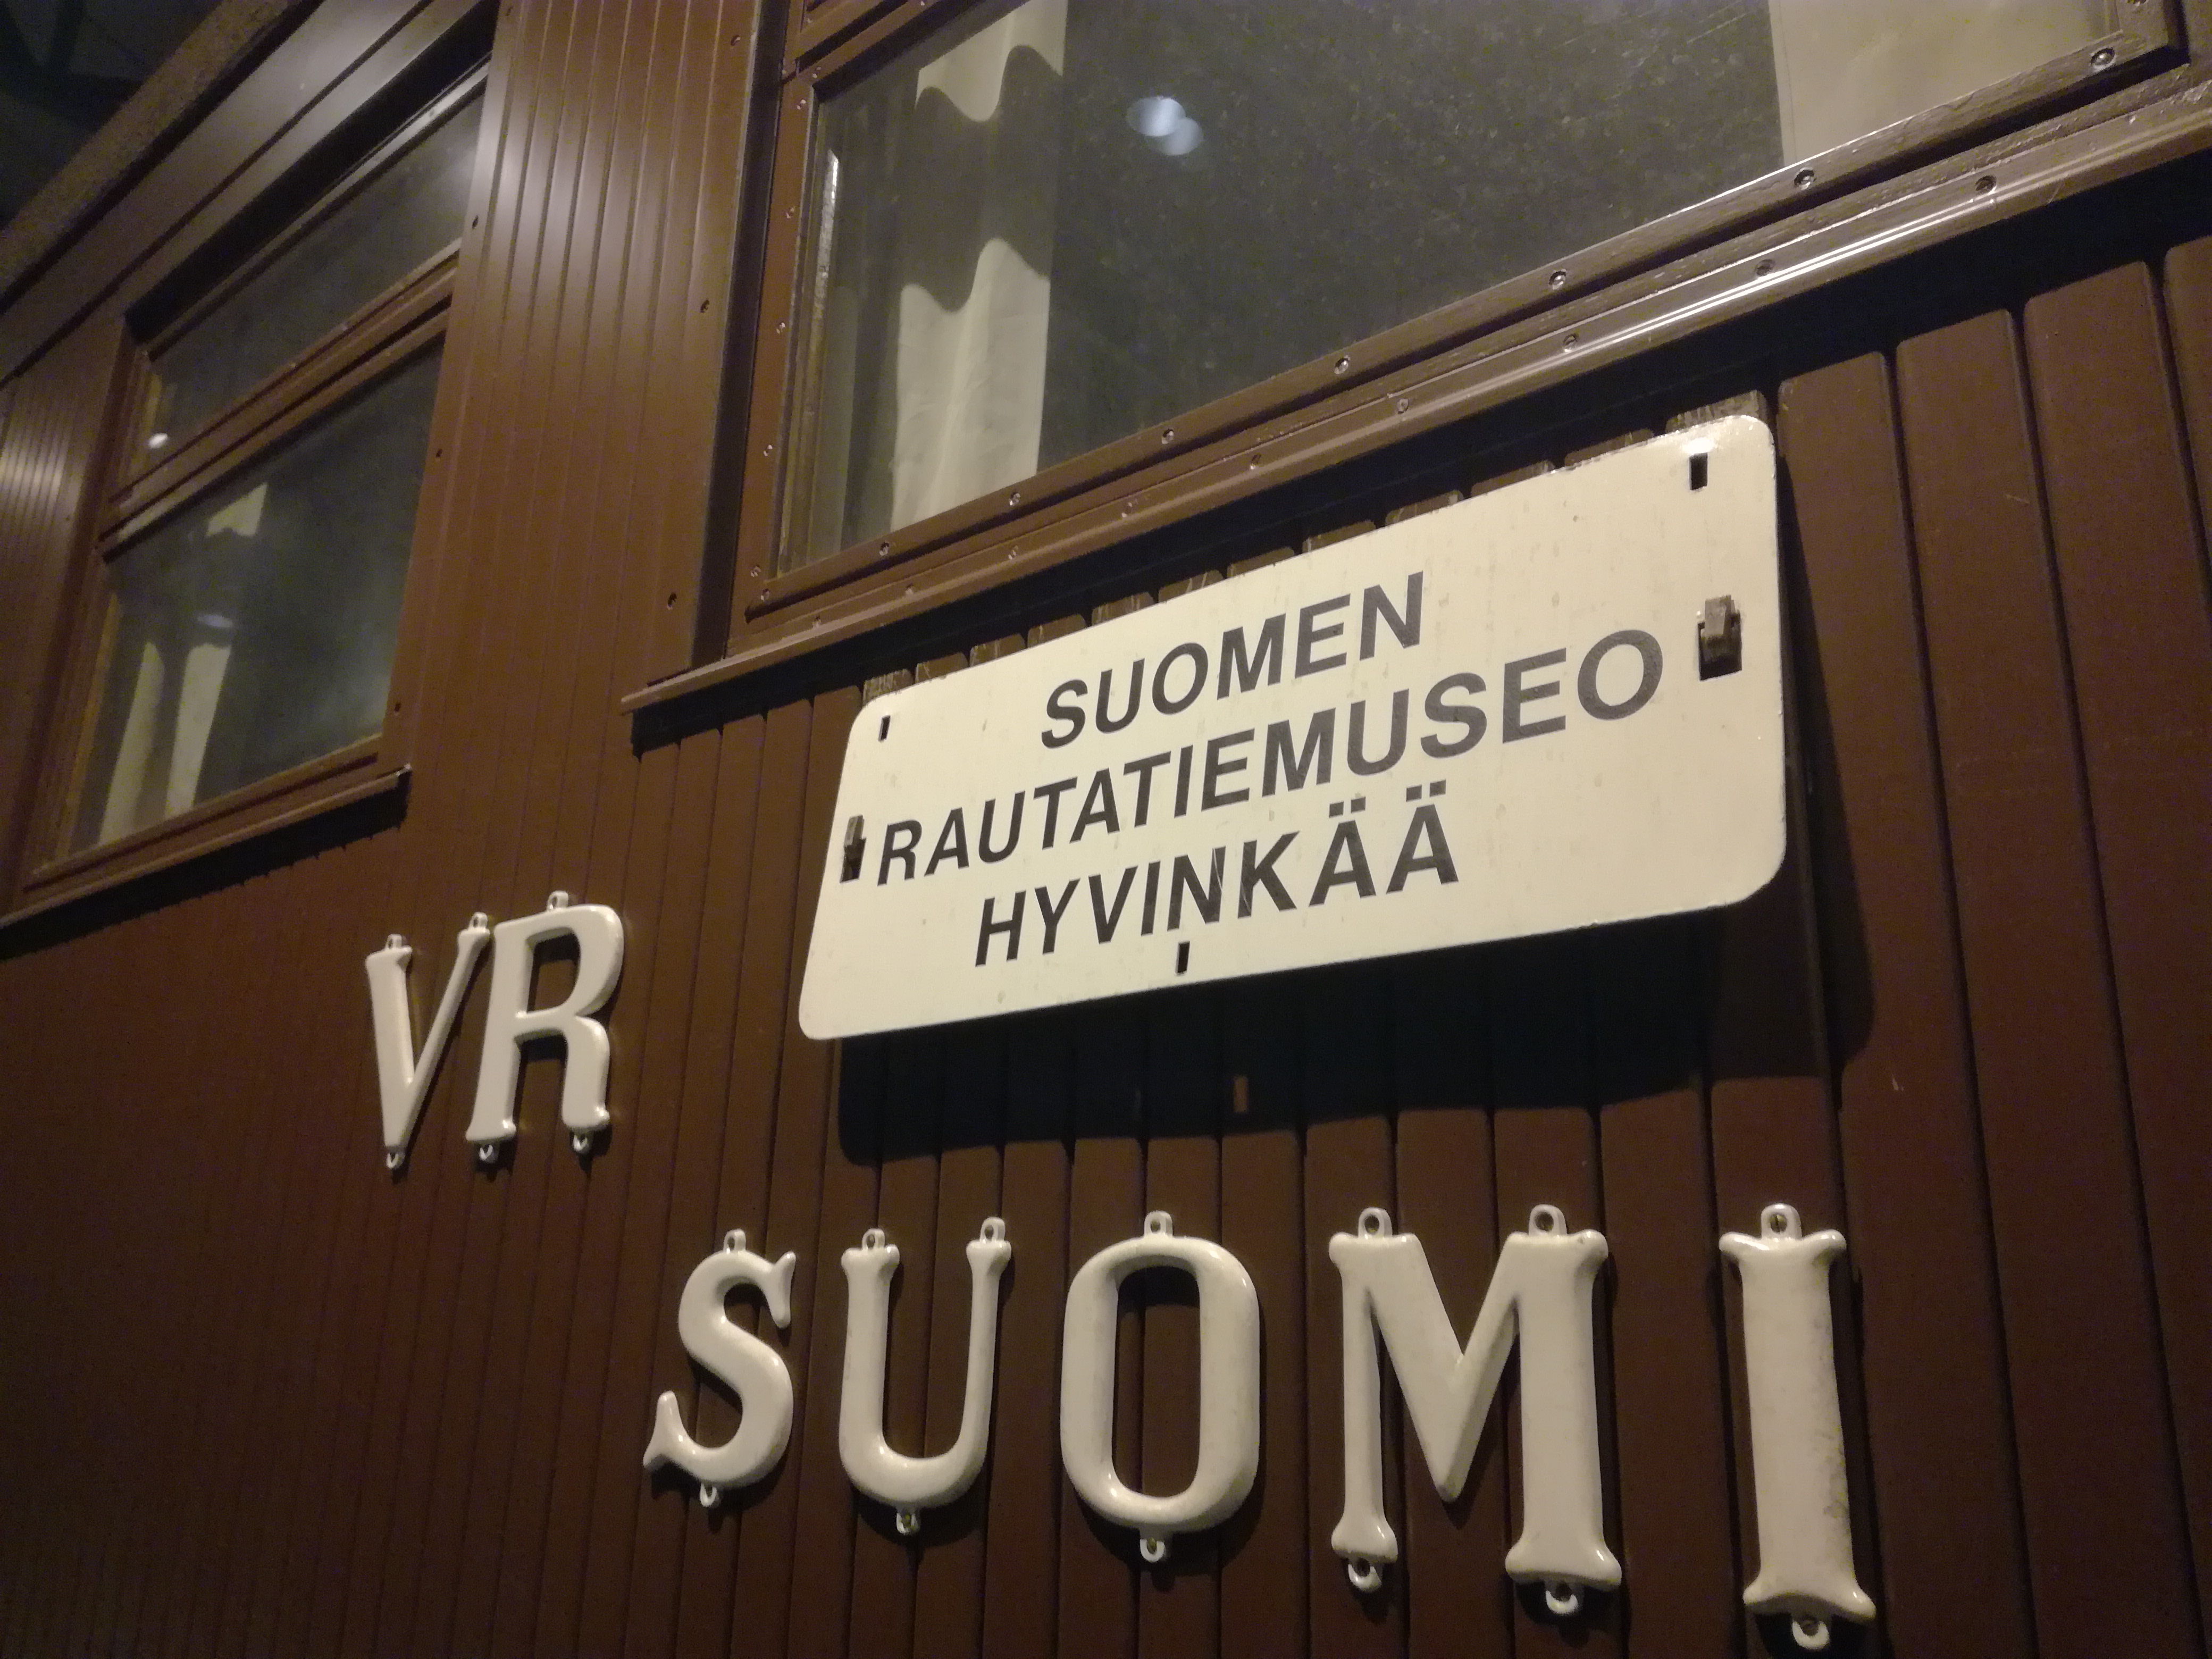 SUOMEN
RAUTATIEMUSEO
HYVINKÄÄ
VR
SUOMI